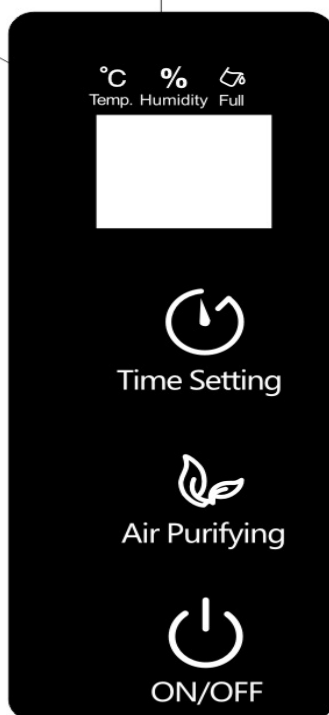 °C % 
Temp. Humidity Full
Time Setting
Air Purifying
ON/OFF